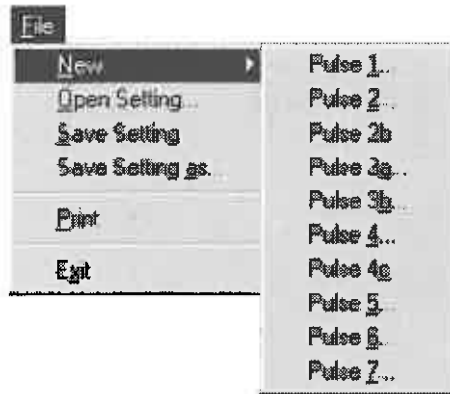 File
New
Open Setting...
Save Setting
Save Setting as...
Print
Exit
Pulse 1...
Pulse 2...
Pulse 2b
Pulse 3a...
Pulse 3b...
Pulse 4...
Pulse 4c
Pulse 5...
Pulse 6...
Pulse 7...